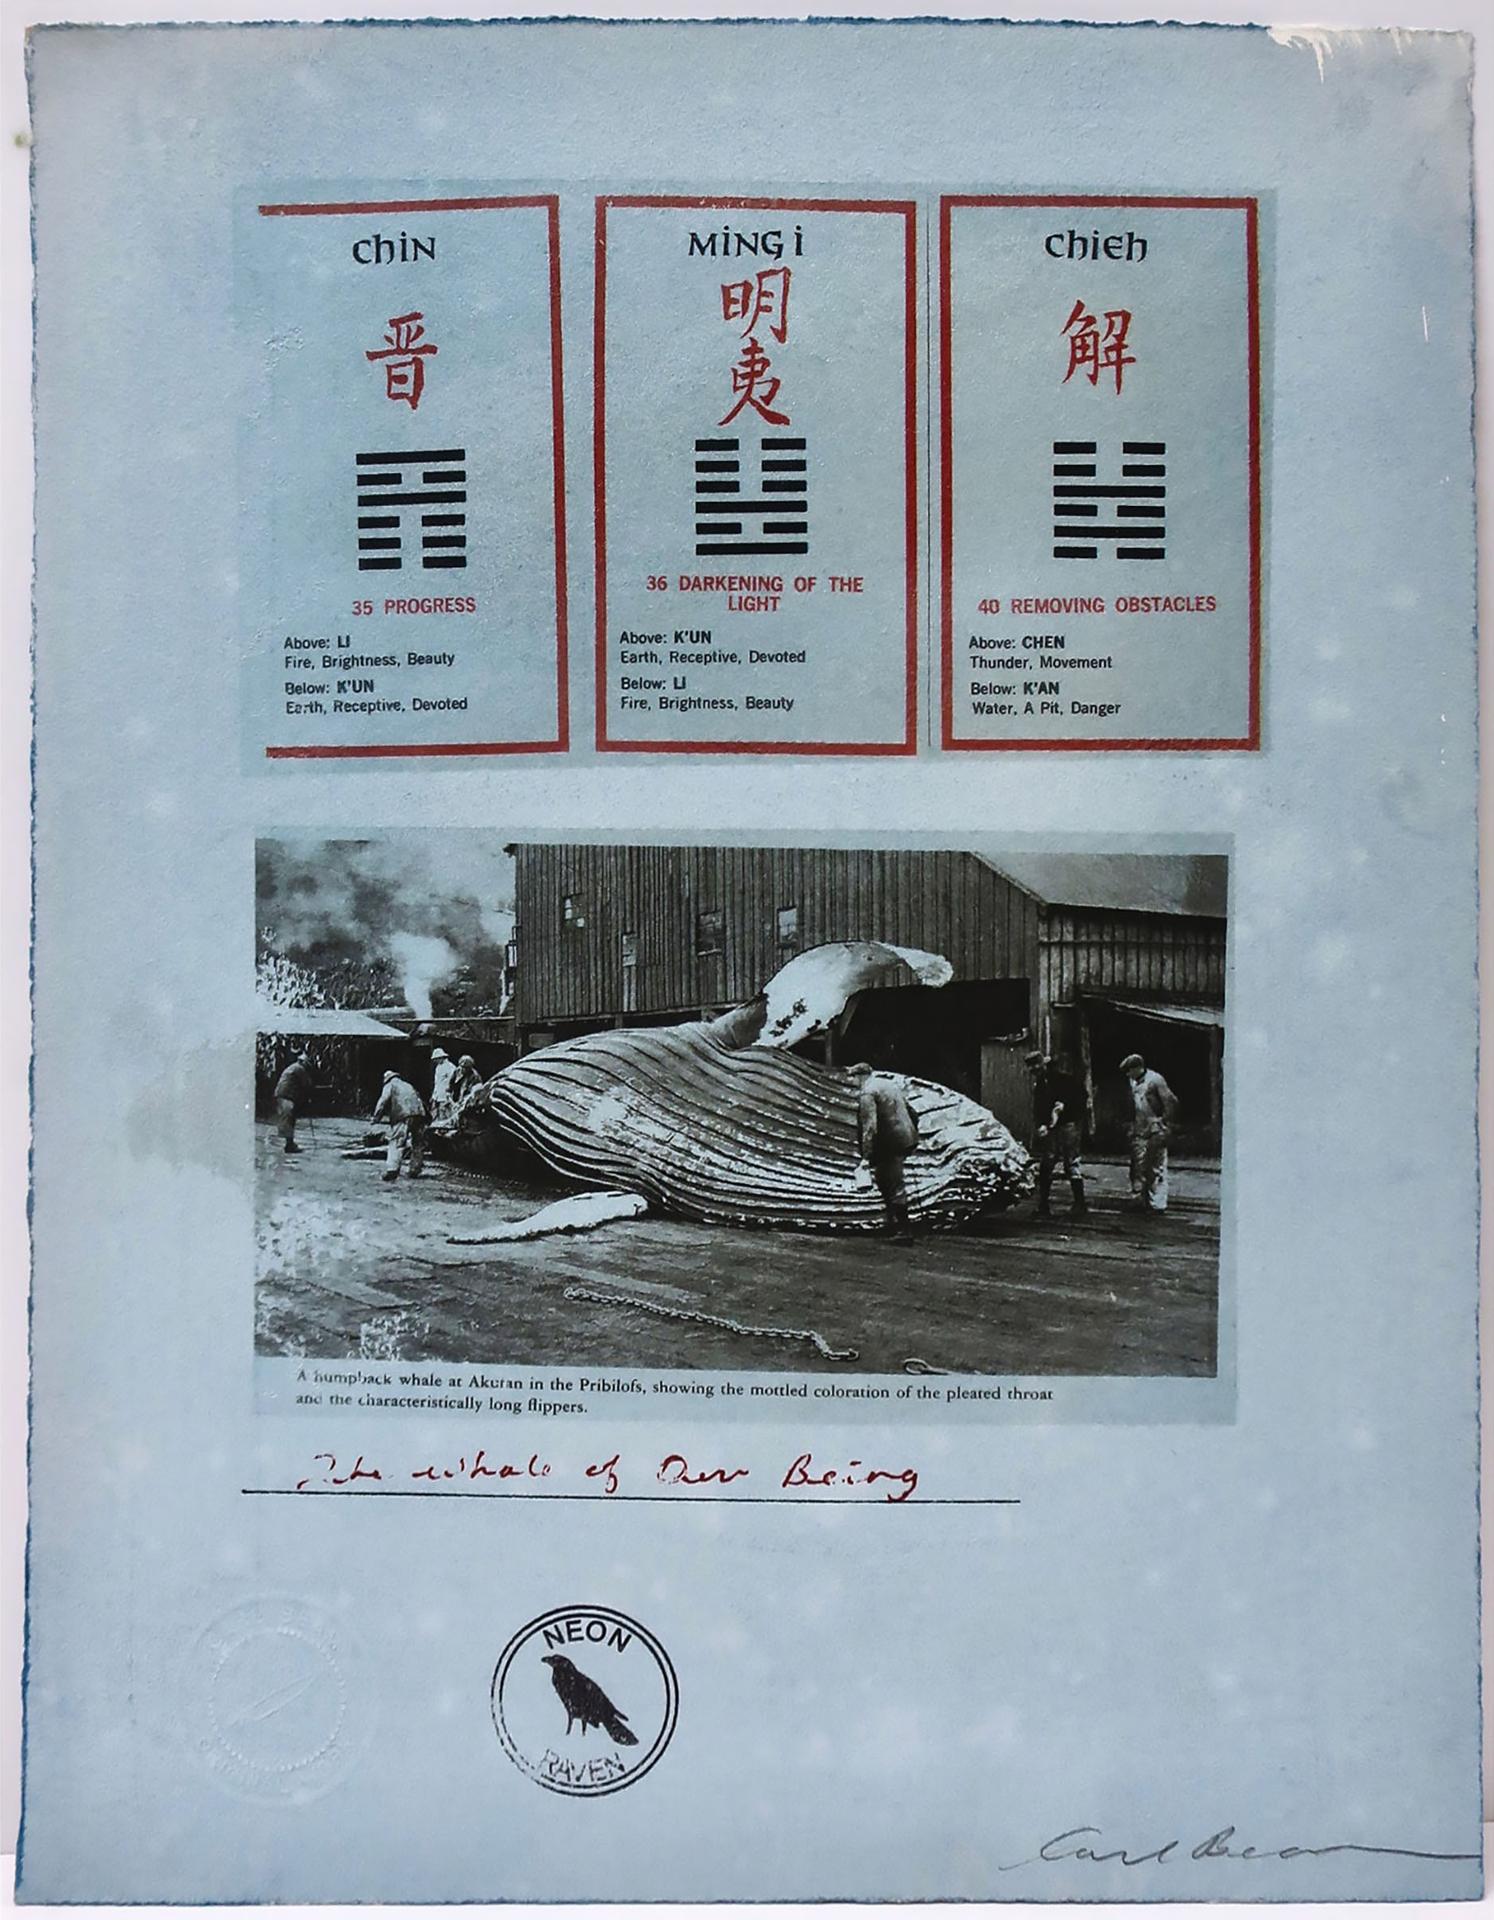 Chin
晋
35 PROGRESS
Above: LI
Fire, Brightness, Beauty
Below: K'UN
Earth, Receptive, Devoted
Ming i
明
夷
36 DARKENING OF THE
LIGHT
Above: K'UN
Earth, Receptive, Devoted
Below: LI
Fire, Brightness, Beauty
Chieh
解
40 REMOVING OBSTACLES
Above: CHEN
Thunder, Movement
Below: K'AN
Water, A Pit, Danger
A humpback whale at Akutan in the Pribilofs, showing the mottled coloration of the pleated throat
and the characteristically long flippers.
The whale of Our Being
NEON
RAVEN
Carl Beam